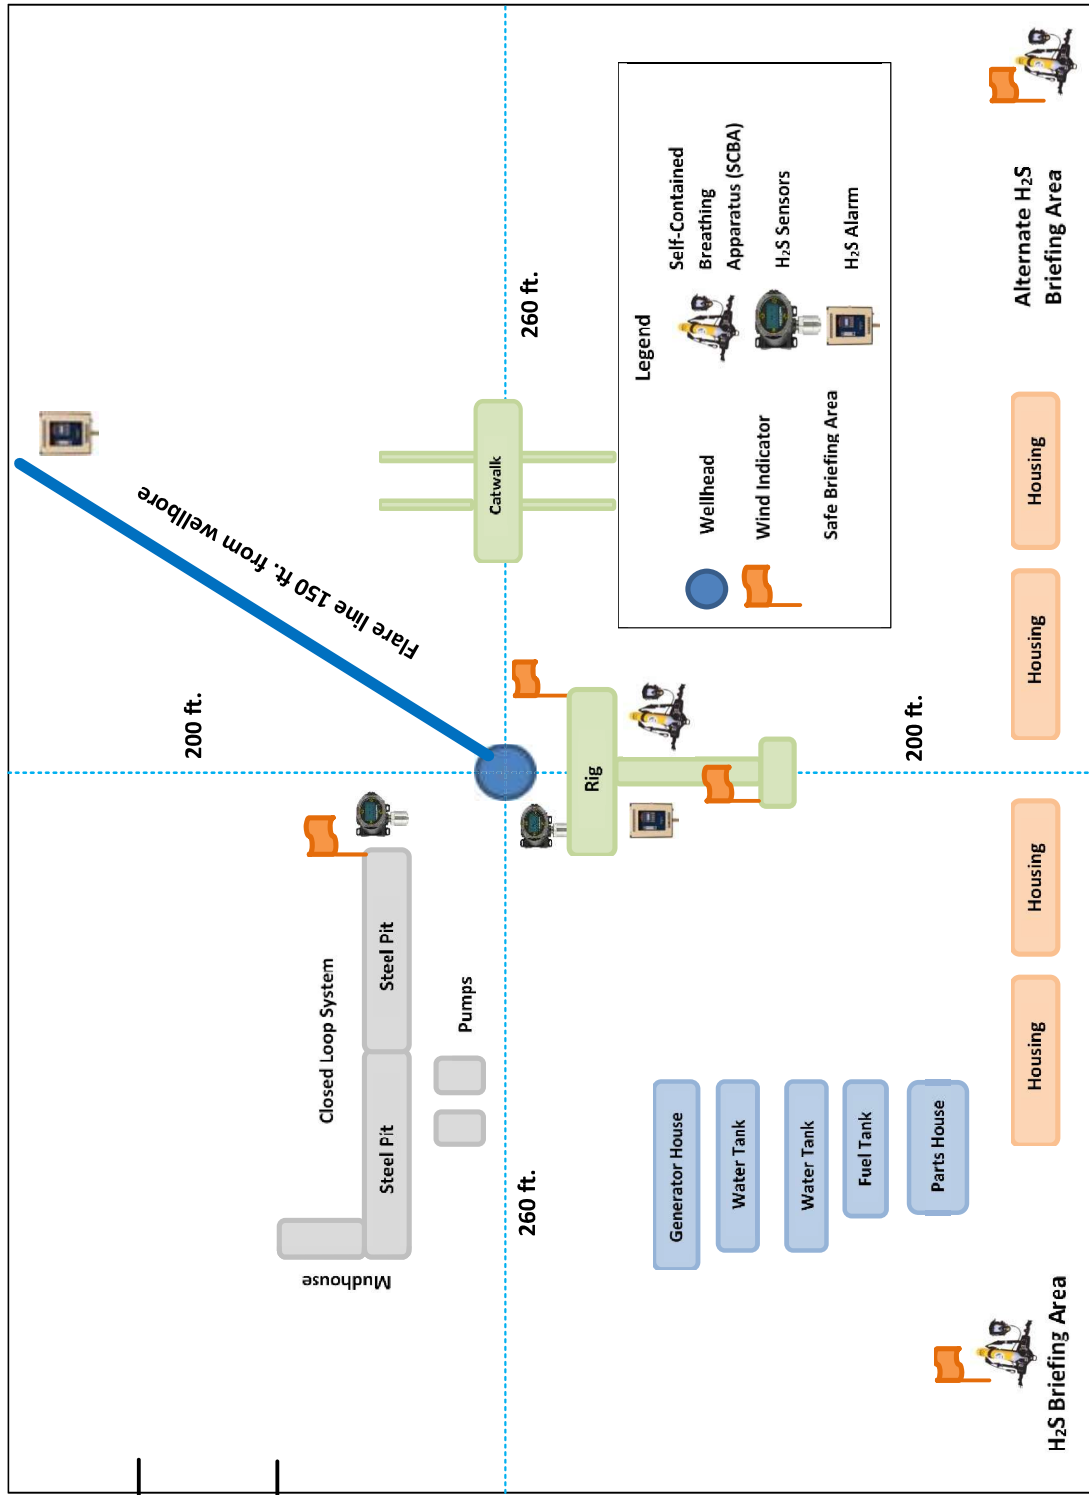 Alternate H₂S
Briefing Area
260 ft.
Catwalk
Flare line 150 ft. from wellbore
200 ft.
Legend
Self-Contained
Breathing
Apparatus (SCBA)
H₂S Sensors
H₂S Alarm
Wellhead
Wind Indicator
Safe Briefing Area
Housing
Housing
Rig
200 ft.
Closed Loop System
Steel Pit
Steel Pit
Pumps
Mudhouse
260 ft.
Generator House
Water Tank
Water Tank
Fuel Tank
Parts House
Housing
Housing
H₂S Briefing Area